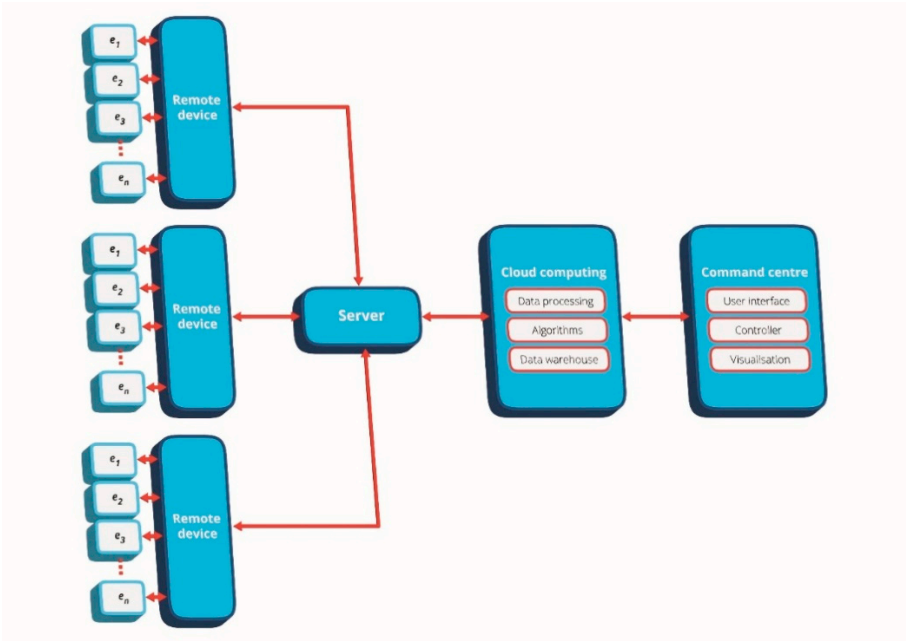 e1
e2
e3
en
Remote
device
e1
e2
e3
en
Remote
device
e1
e2
e3
en
Remote
device
Server
Cloud computing
Data processing
Algorithms
Data warehouse
Command centre
User interface
Controller
Visualisation